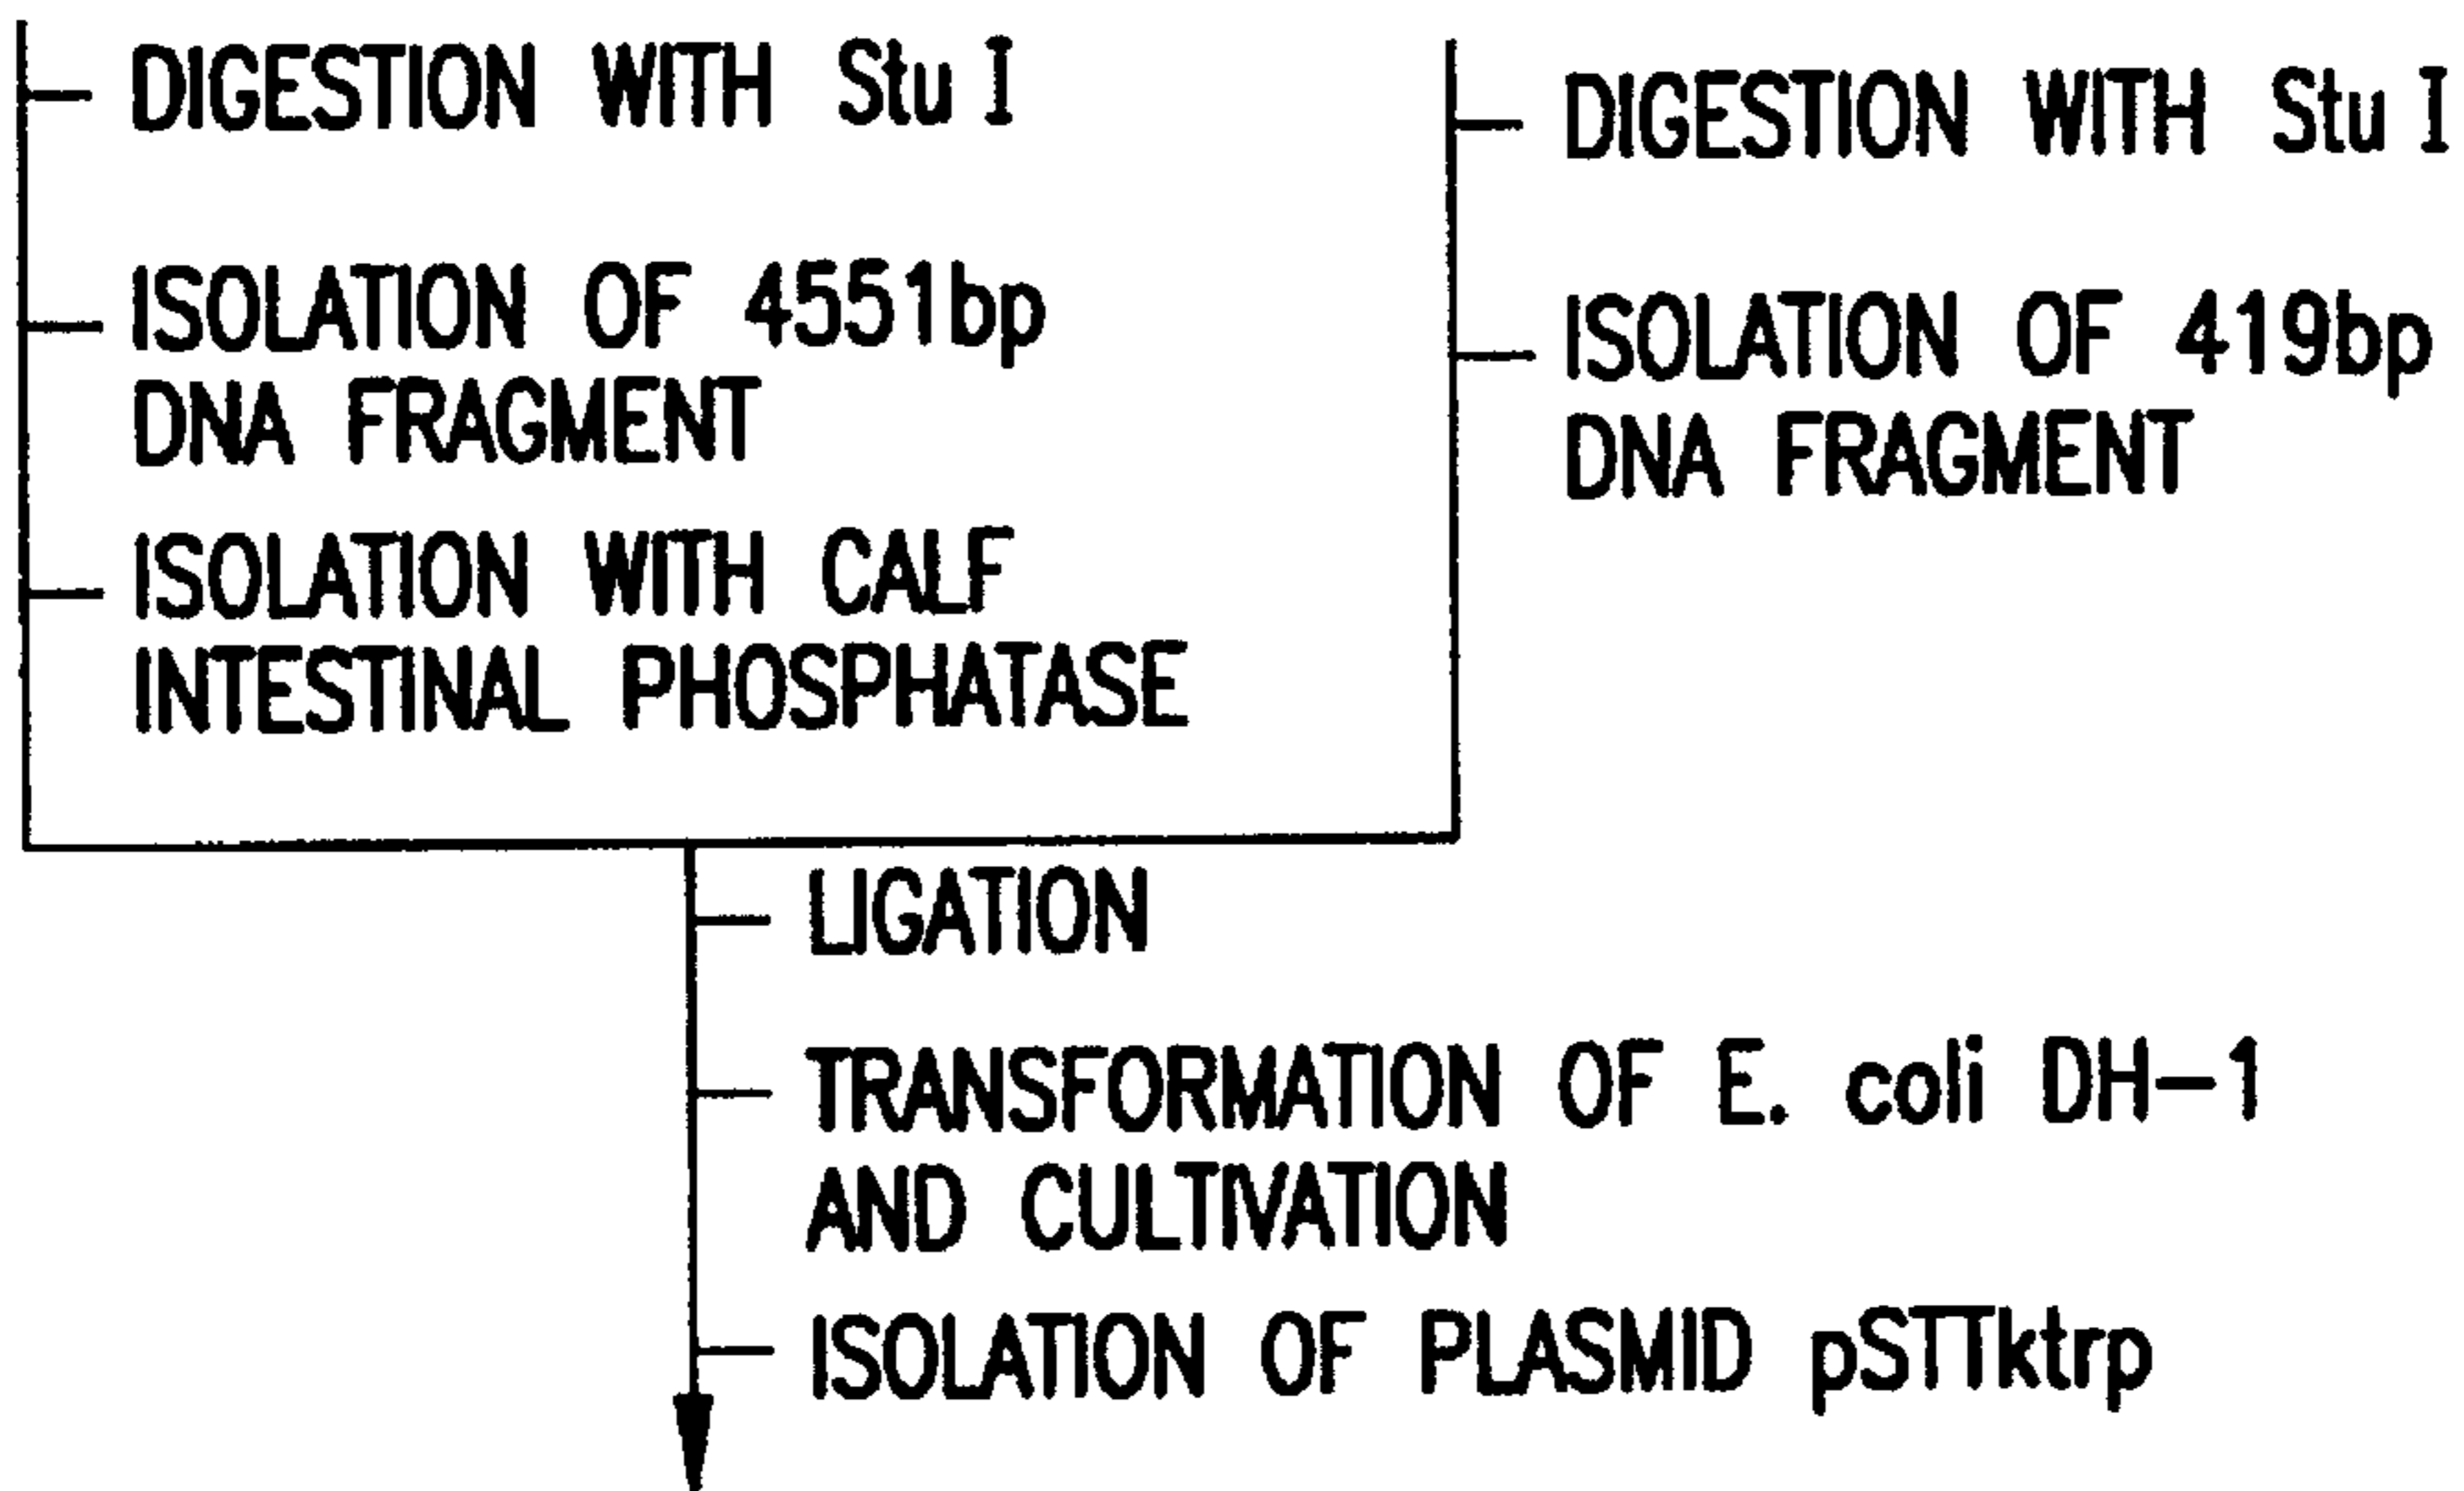 DIGESTION WITH Stu I
ISOLATION OF 4551bp
DNA FRAGMENT
ISOLATION WITH CALF
INTESTINAL PHOSPHATASE
DIGESTION WITH Stu I
ISOLATION OF 419bp
DNA FRAGMENT
LIGATION
TRANSFORMATION OF E. coli DH-1
AND CULTIVATION
ISOLATION OF PLASMID pSTTktrp